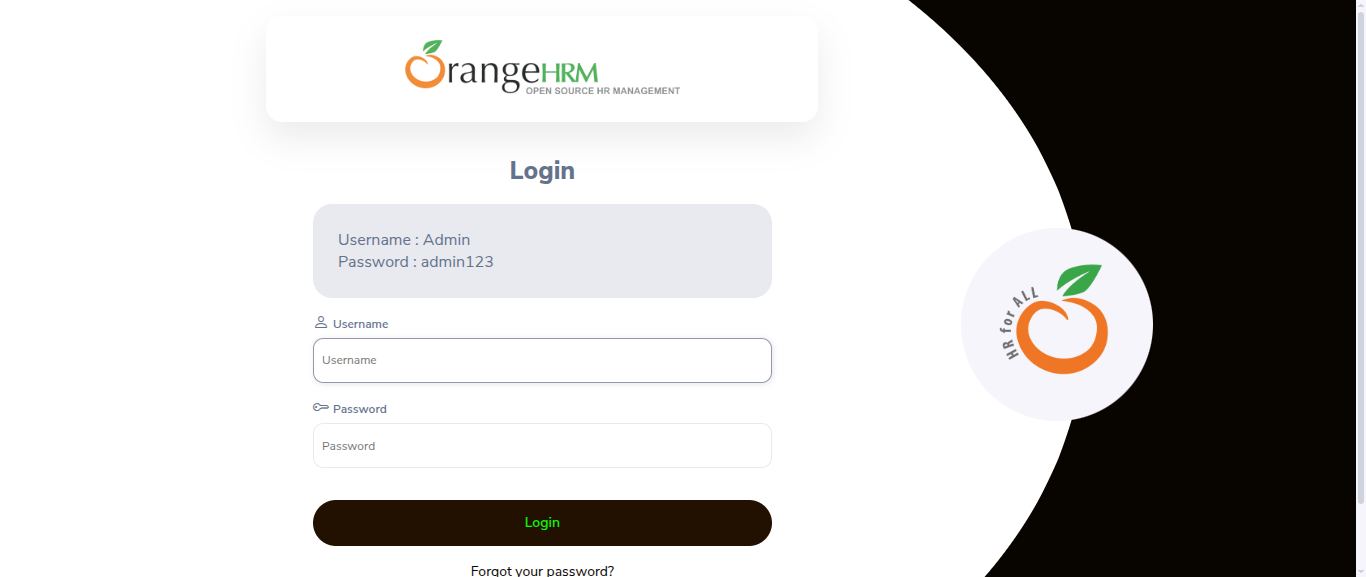 OrangeHRM
OPEN SOURCE HR MANAGEMENT
Login
Username : Admin
Password : admin123
Username
Username
Password
Password
Login
Forgot your password?
HR for ALL